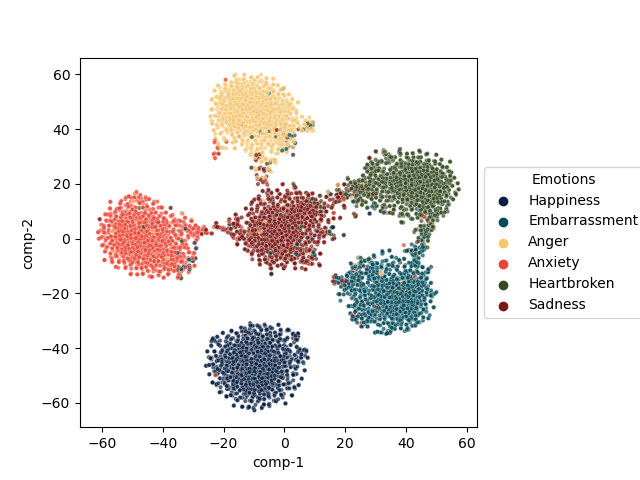 60
40
20
0
−20
−40
−60
comp-2
−60 −40 −20 0 20 40 60
comp-1
Emotions
Happiness
Embarrassment
Anger
Anxiety
Heartbroken
Sadness